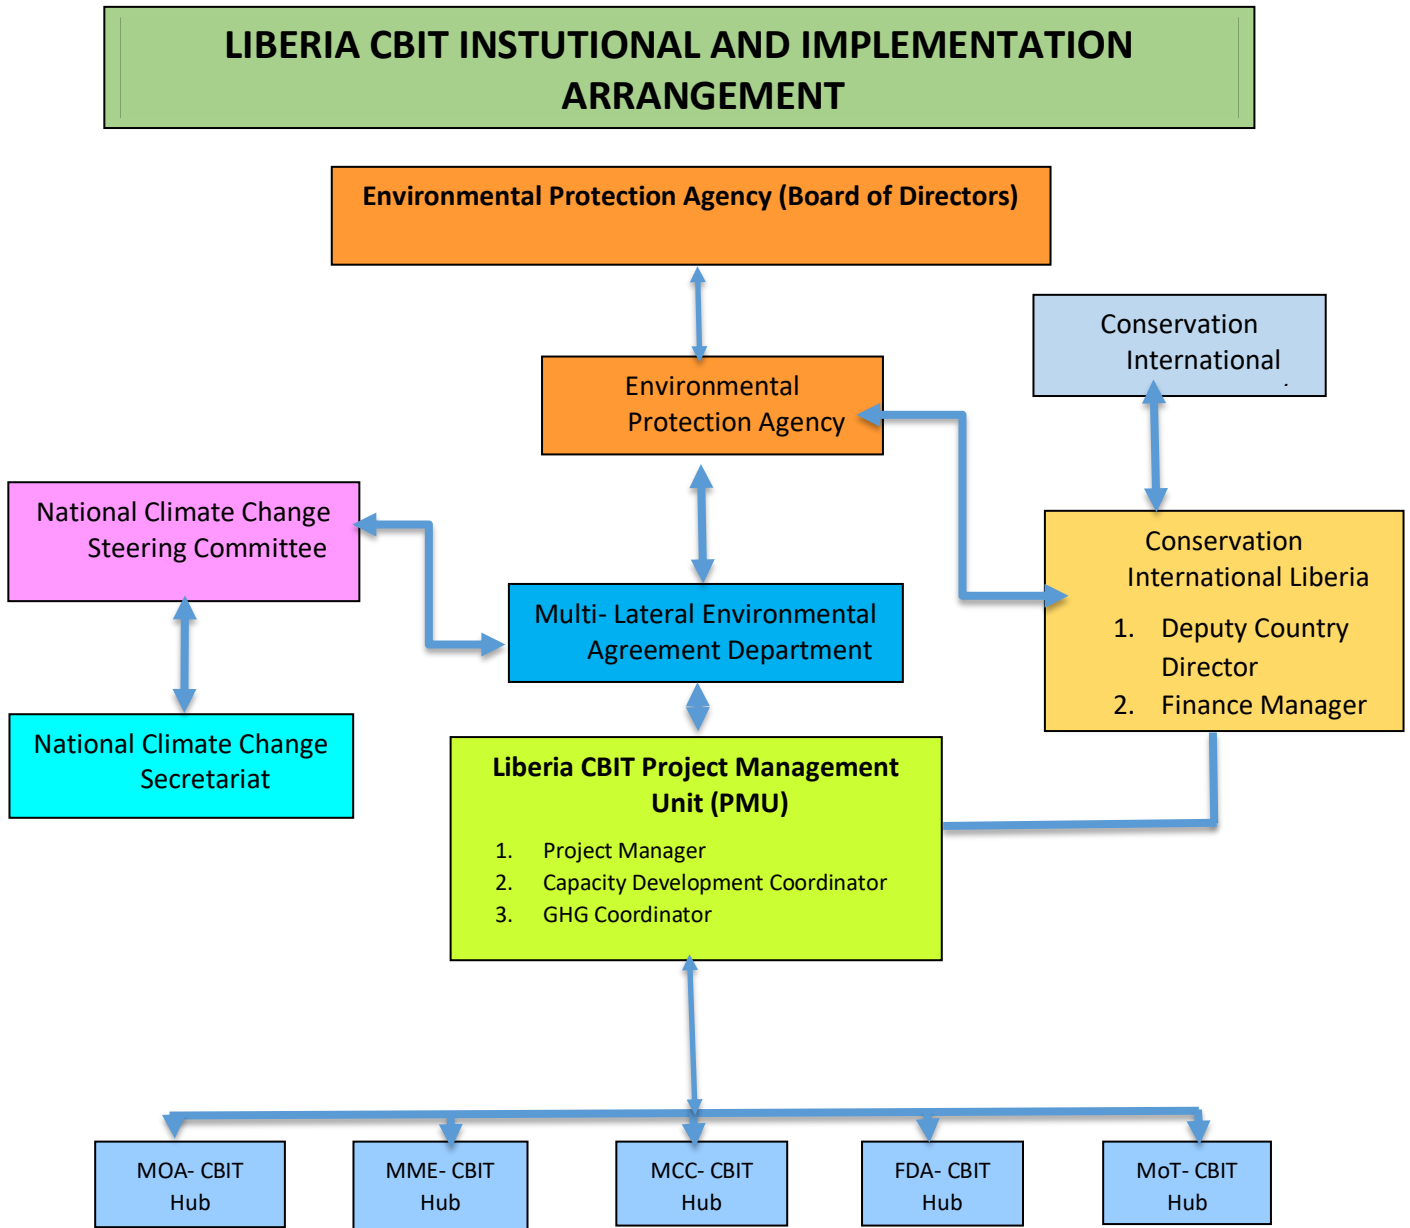 LIBERIA CBIT INSTUTIONAL AND IMPLEMENTATION
ARRANGEMENT
Environmental Protection Agency (Board of Directors)
Conservation
International
Environmental
Protection Agency
National Climate Change
Steering Committee
Conservation
International Liberia
1. Deputy Country
Director
2. Finance Manager
Multi- Lateral Environmental
Agreement Department
National Climate Change
Secretariat
Liberia CBIT Project Management
Unit (PMU)
1. Project Manager
2. Capacity Development Coordinator
3. GHG Coordinator
MOA- CBIT
Hub
MME- CBIT
Hub
MCC- CBIT
Hub
FDA- CBIT
Hub
MoT- CBIT
Hub